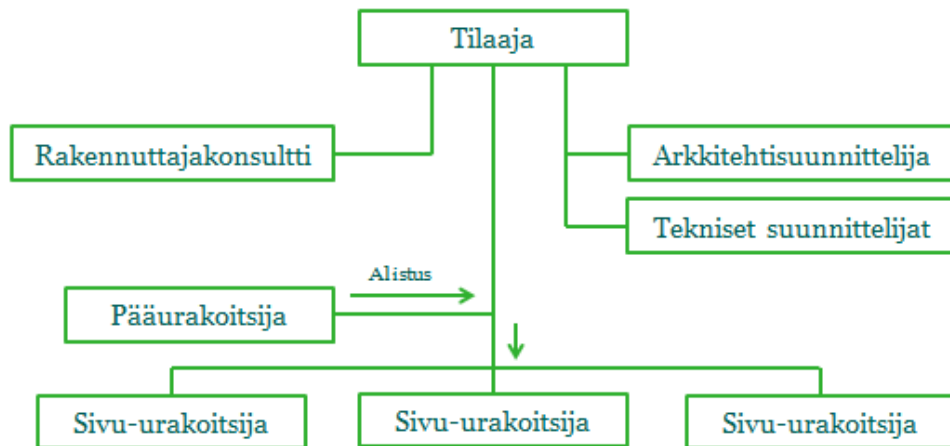 Tilaaja
Rakennuttajakonsultti
Arkkitehtisuunnittelija
Tekniset suunnittelijat
Alistus
Pääurakoitsija
Sivu-urakoitsija
Sivu-urakoitsija
Sivu-urakoitsija